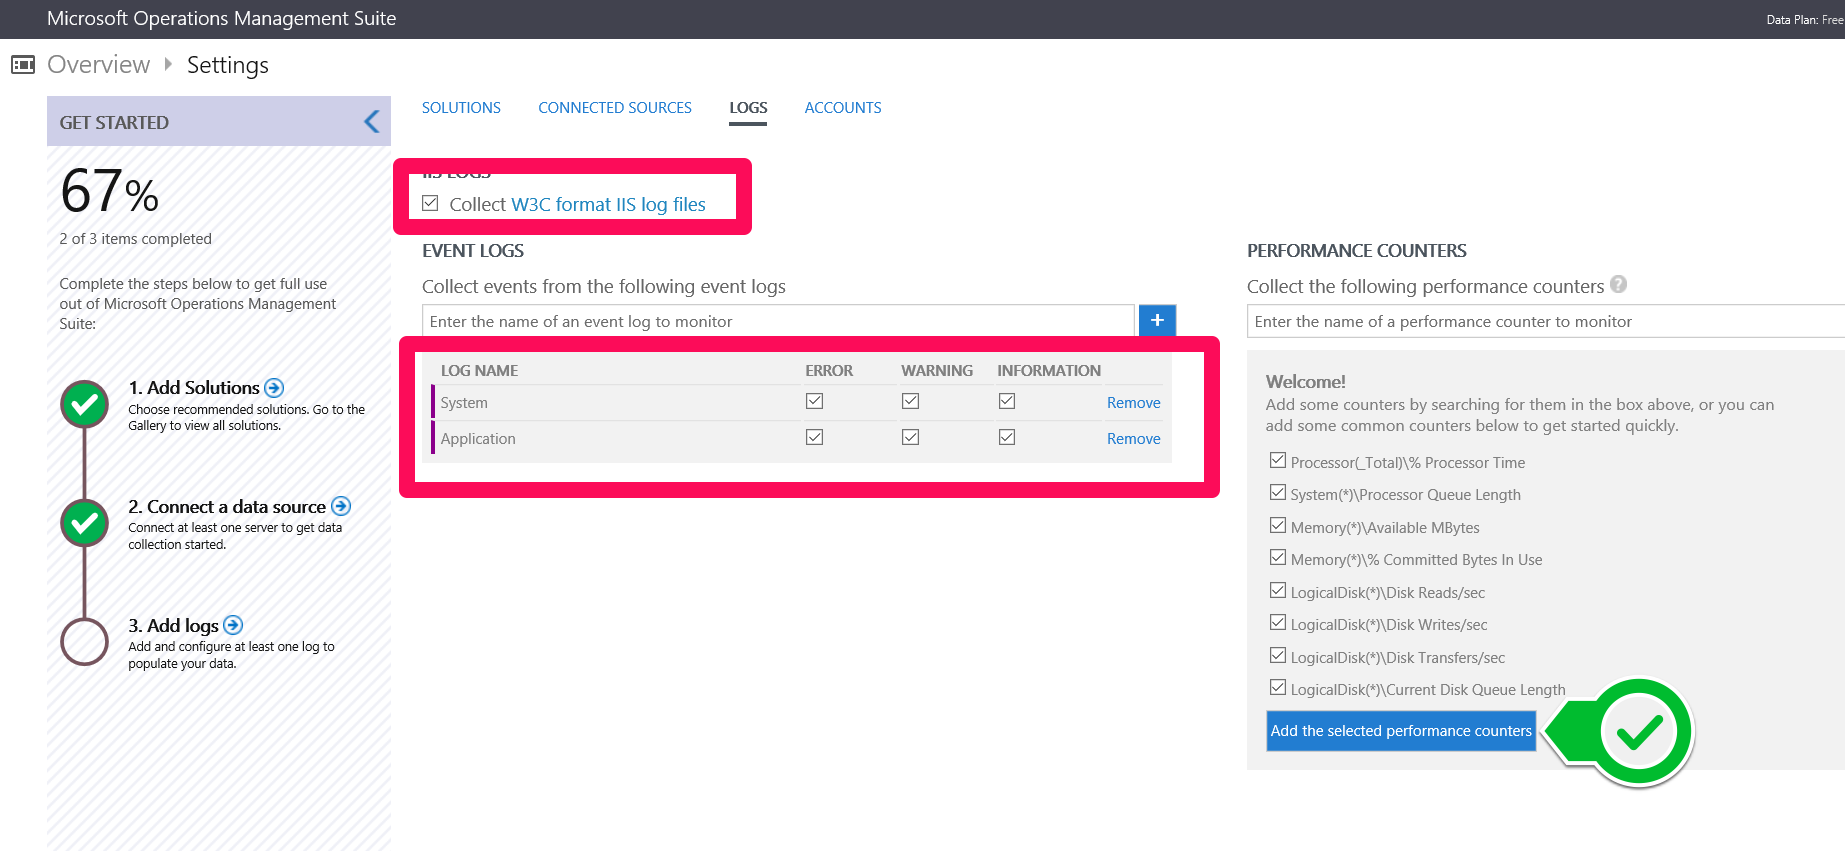 Microsoft Operations Management Suite
Data Plan: Free
Overview
Settings
GET STARTED
SOLUTIONS
CONNECTED SOURCES
LOGS
ACCOUNTS
67%
2 of 3 items completed
Complete the steps below to get full use
out of Microsoft Operations Management
Suite:
1. Add Solutions
Choose recommended solutions. Go to the
Gallery to view all solutions.
2. Connect a data source
Connect at least one server to get data
collection started.
3. Add logs
Add and configure at least one log to
populate your data.
IIS LOGS
Collect W3C format IIS log files
EVENT LOGS
Collect events from the following event logs
Enter the name of an event log to monitor
+
LOG NAME ERROR WARNING INFORMATION
System Remove
Application Remove
PERFORMANCE COUNTERS
Collect the following performance counters ?
Enter the name of a performance counter to monitor
Welcome!
Add some counters by searching for them in the box above, or you can
add some common counters below to get started quickly.
Processor(_Total)\% Processor Time
System(*)\Processor Queue Length
Memory(*)\Available MBytes
Memory(*)\% Committed Bytes In Use
LogicalDisk(*)\Disk Reads/sec
LogicalDisk(*)\Disk Writes/sec
LogicalDisk(*)\Disk Transfers/sec
LogicalDisk(*)\Current Disk Queue Length
Add the selected performance counters